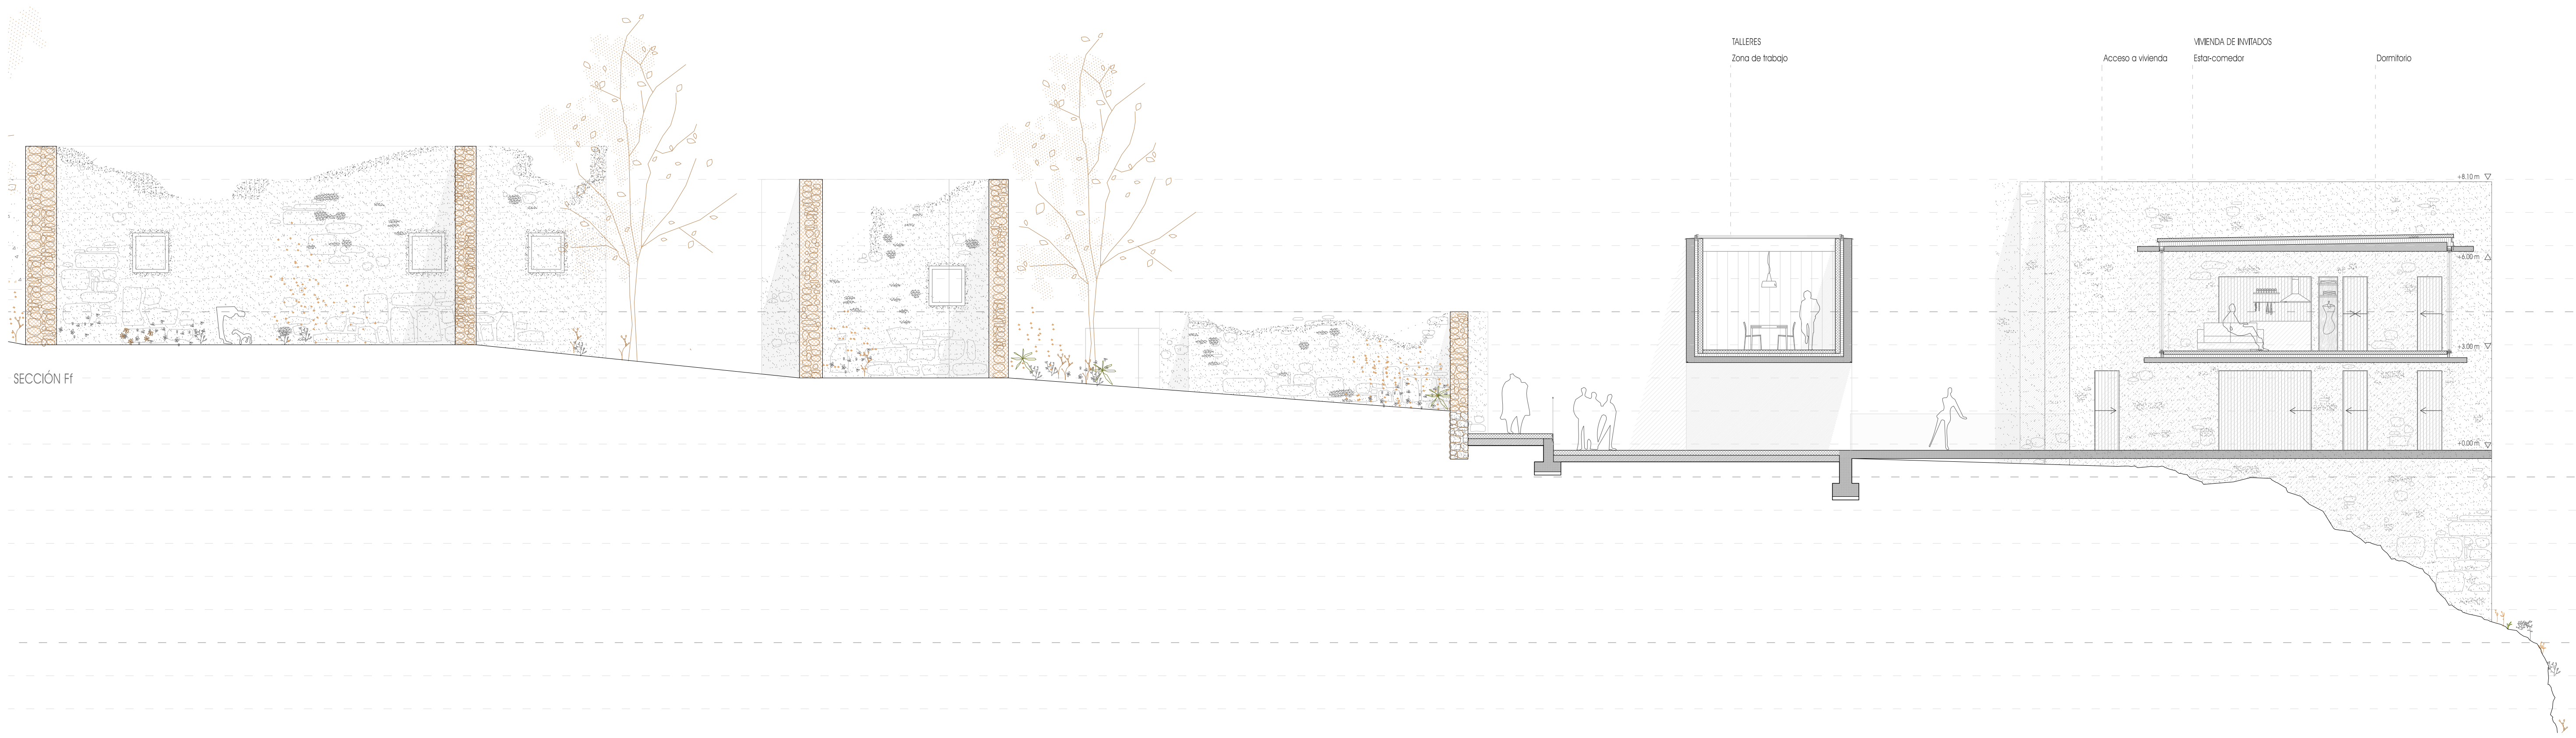 TALLERES
Zona de trabajo
Acceso a vivienda
VIVIENDA DE INVITADOS
Estar-comedor
Dormitorio
+8.10 m
+6.00 m
+3.00 m
+0.00 m
SECCIÓN Ff